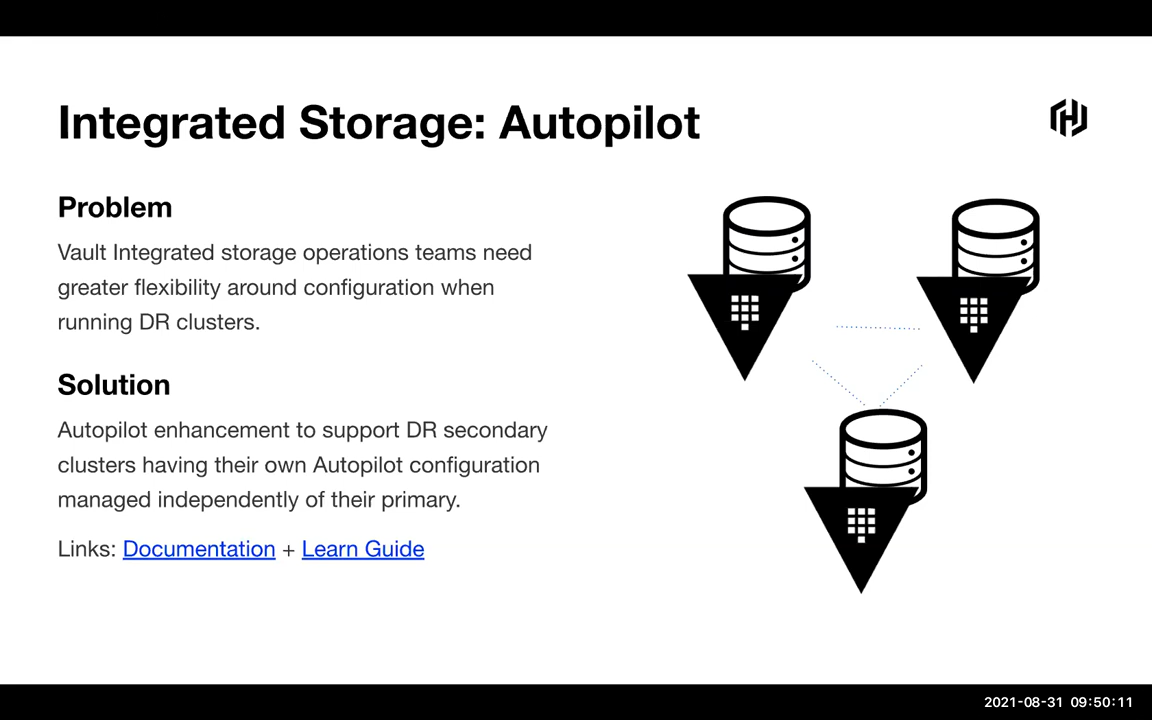 Integrated Storage: Autopilot
Problem
Vault Integrated storage operations teams need
greater flexibility around configuration when
running DR clusters.
Solution
Autopilot enhancement to support DR secondary
clusters having their own Autopilot configuration
managed independently of their primary.
Links: Documentation + Learn Guide
2021-08-31 09:50:11